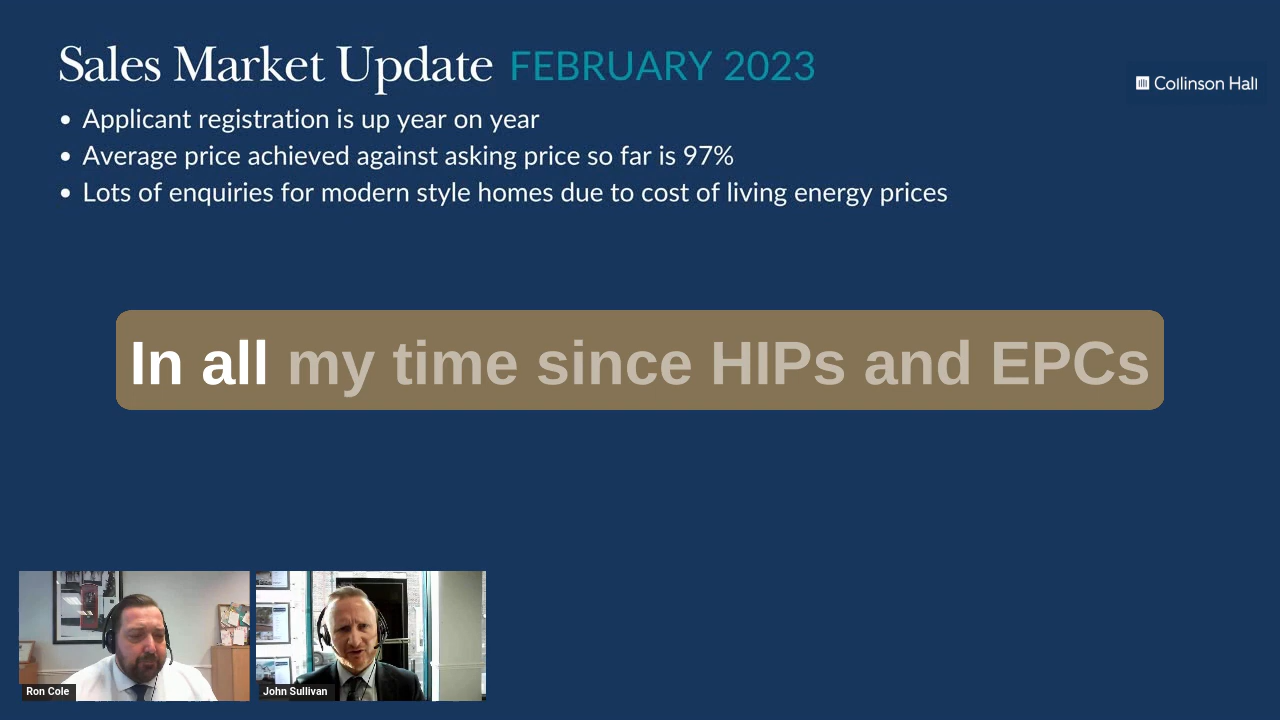 Sales Market Update FEBRUARY 2023
Collinson Hall
• Applicant registration is up year on year
• Average price achieved against asking price so far is 97%
• Lots of enquiries for modern style homes due to cost of living energy prices
In all my time since HIPs and EPCs
Ron Cole
John Sullivan